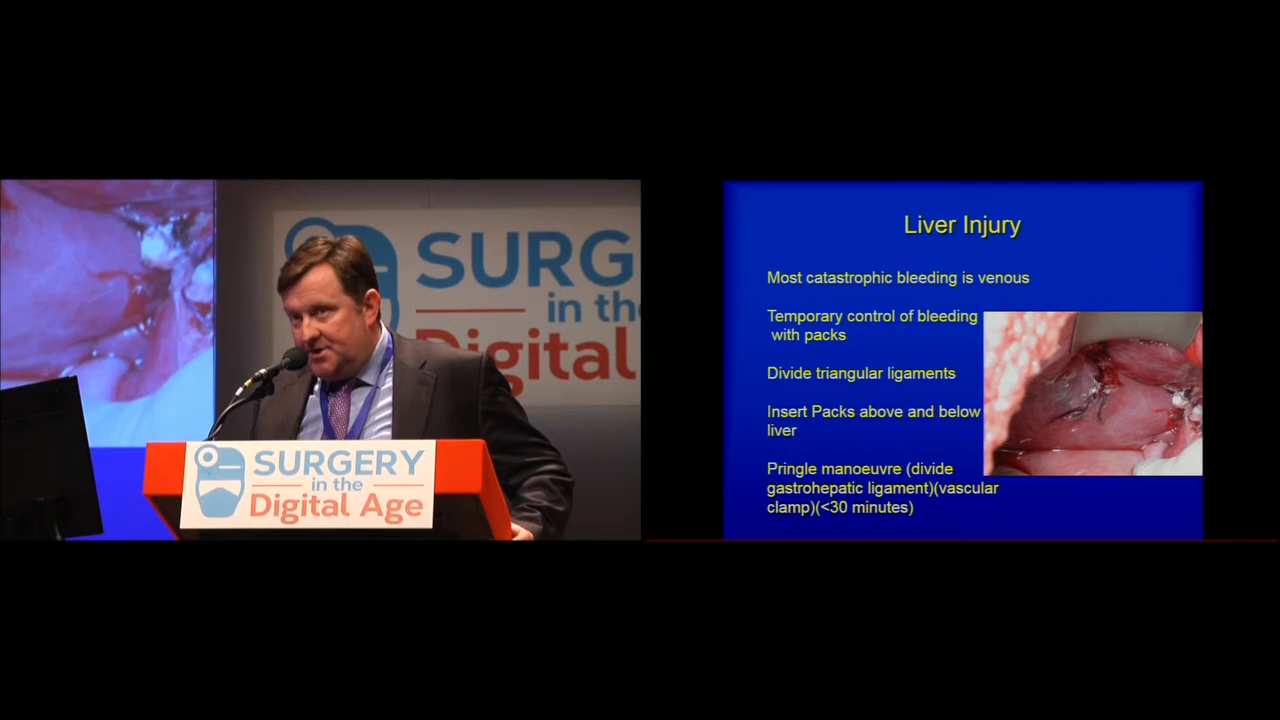 SURG
in the
Digital
SURGERY
in the
Digital Age
Liver Injury
Most catastrophic bleeding is venous
Temporary control of bleeding
with packs
Divide triangular ligaments
Insert Packs above and below
liver
Pringle manoeuvre (divide
gastrohepatic ligament)(vascular
clamp)(<30 minutes)